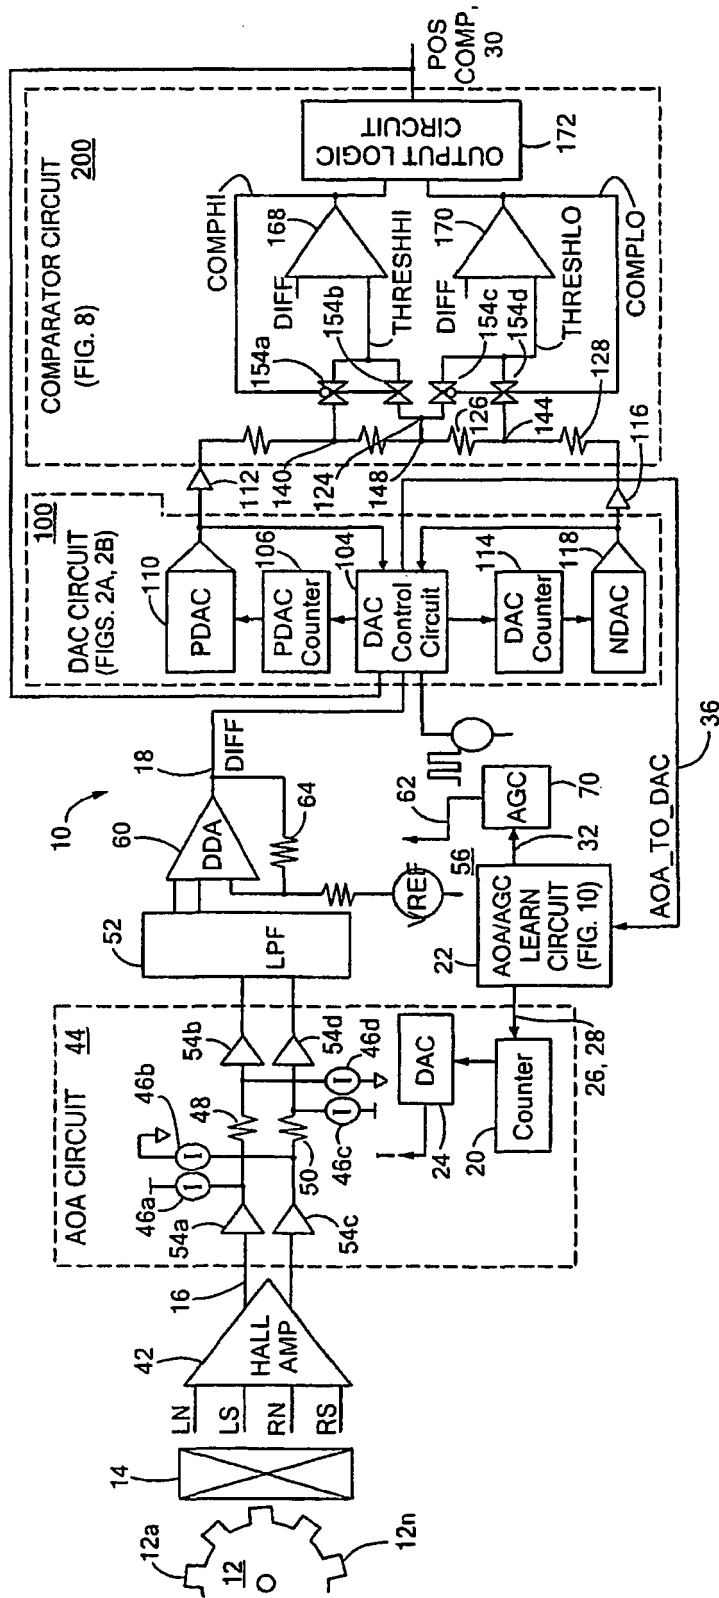 10
12a
12
12n
14
LN
LS
RN
RS
42
HALL
AMP
16
AOA CIRCUIT 44
46a
46b
54a
54c
48
50
46c
46d
54b
54d
DAC
24
Counter
20
26, 28
52
LPF
60
DDA
18
DIFF
64
VREF
56
62
AGC
70
32
22
AOA/AGC
LEARN
CIRCUIT
(FIG. 10)
AOA_TO_DAC
36
DAC CIRCUIT 100
(FIGS. 2A, 2B)
110
PDAC
106
PDAC
Counter
104
DAC
Control
Circuit
114
DAC
Counter
118
NDAC
112
116
COMPARATOR CIRCUIT 200
(FIG. 8)
140
124
148
126
144
128
154a
154b
154c
154d
COMPHI
DIFF
168
THRESHHI
DIFF
170
THRESHLO
COMPLO
OUTPUT LOGIC
CIRCUIT
172
POS
COMP,
30